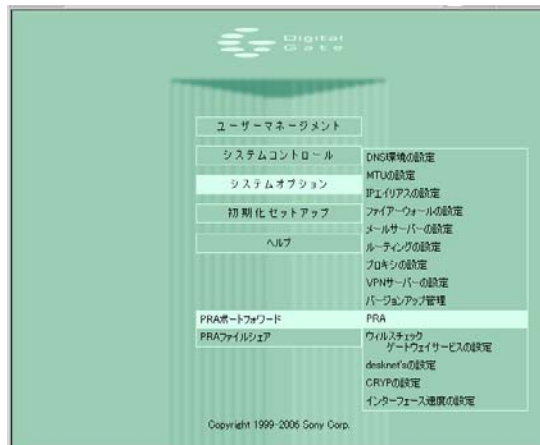 Digital
Gate
ユーザーマネージメント
システムコントロール
システムオプション
初期化セットアップ
ヘルプ
DNS環境の設定
MTUの設定
IPエイリアスの設定
ファイアーウォールの設定
メールサーバーの設定
ルーティングの設定
プロキシの設定
VPNサーバーの設定
バージョンアップ管理
PRA
ウィルスチェック
ゲートウェイサービスの設定
desknet'sの設定
CRYPの設定
インターフェース速度の設定
PRAポートフォワード
PRAファイルシェア
Copyright 1999-2006 Sony Corp.